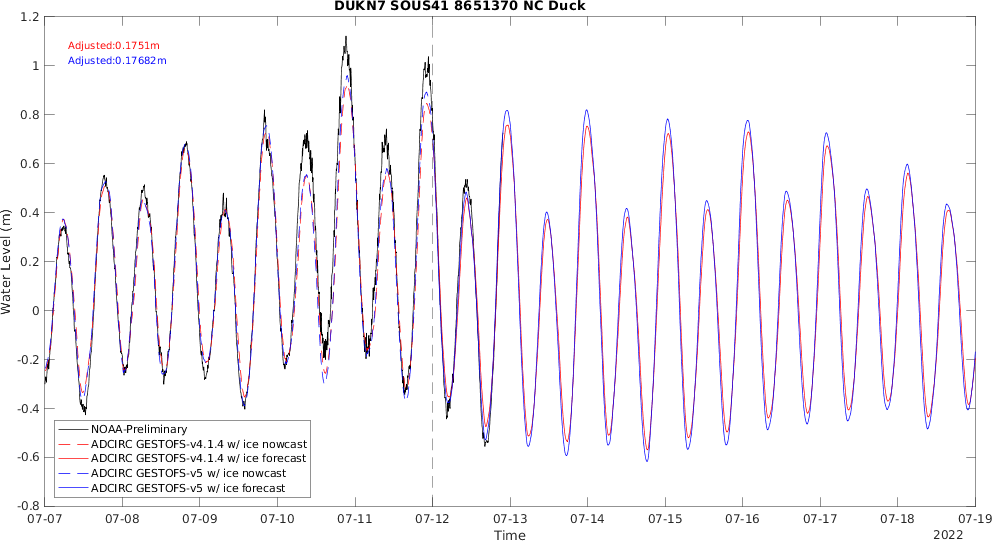 DUKN7 SOUS41 8651370 NC Duck
1.2
1
0.8
0.6
0.4
0.2
0
-0.2
-0.4
-0.6
-0.8
Water Level (m)
Adjusted:0.1751m
Adjusted:0.17682m
NOAA-Preliminary
ADCIRC GESTOFS-v4.1.4 w/ ice nowcast
ADCIRC GESTOFS-v4.1.4 w/ ice forecast
ADCIRC GESTOFS-v5 w/ ice nowcast
ADCIRC GESTOFS-v5 w/ ice forecast
07-07 07-08 07-09 07-10 07-11 07-12 07-13 07-14 07-15 07-16 07-17 07-18 07-19
Time
2022